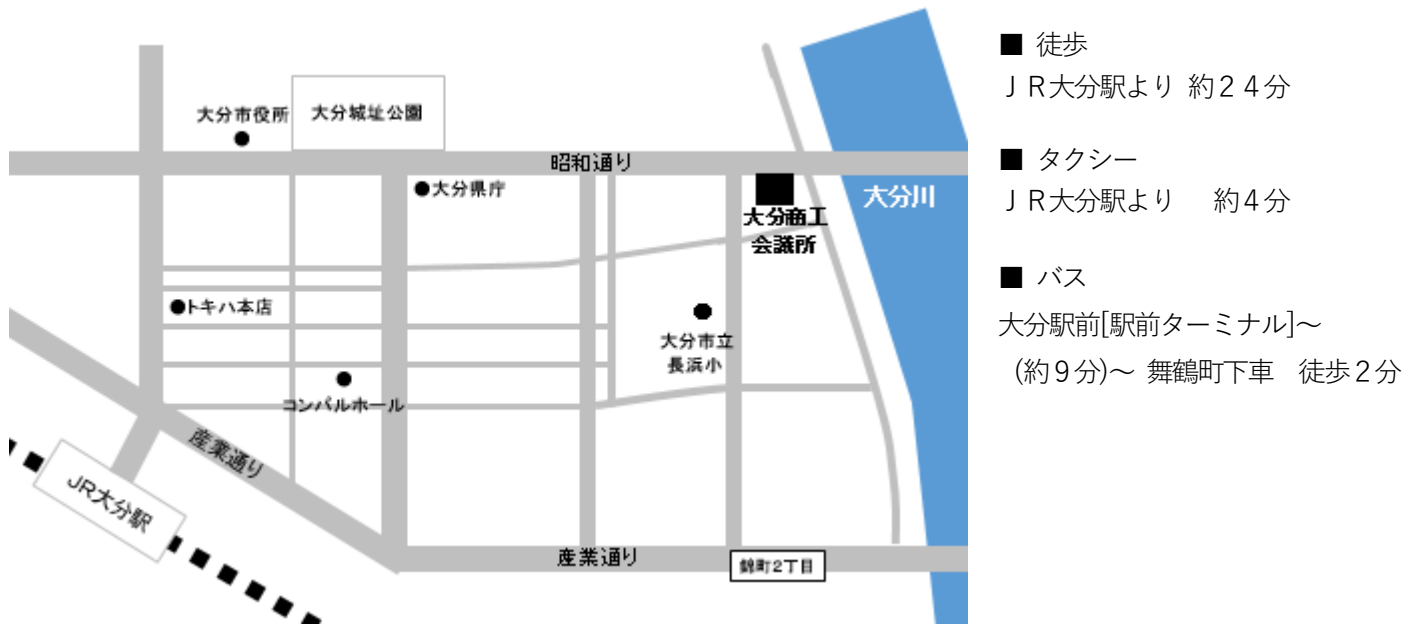 大分市役所
大分城址公園
昭和通り
大分県庁
大分川
大分商工
会議所
トキハ本店
大分市立
長浜小
コンパルホール
産業通り
JR大分駅
産業通り
錦町2丁目
■ 徒歩
ＪＲ大分駅より 約２４分
■ タクシー
ＪＲ大分駅より　約４分
■ バス
大分駅前[駅前ターミナル]～
(約９分)～ 舞鶴町下車　徒歩２分